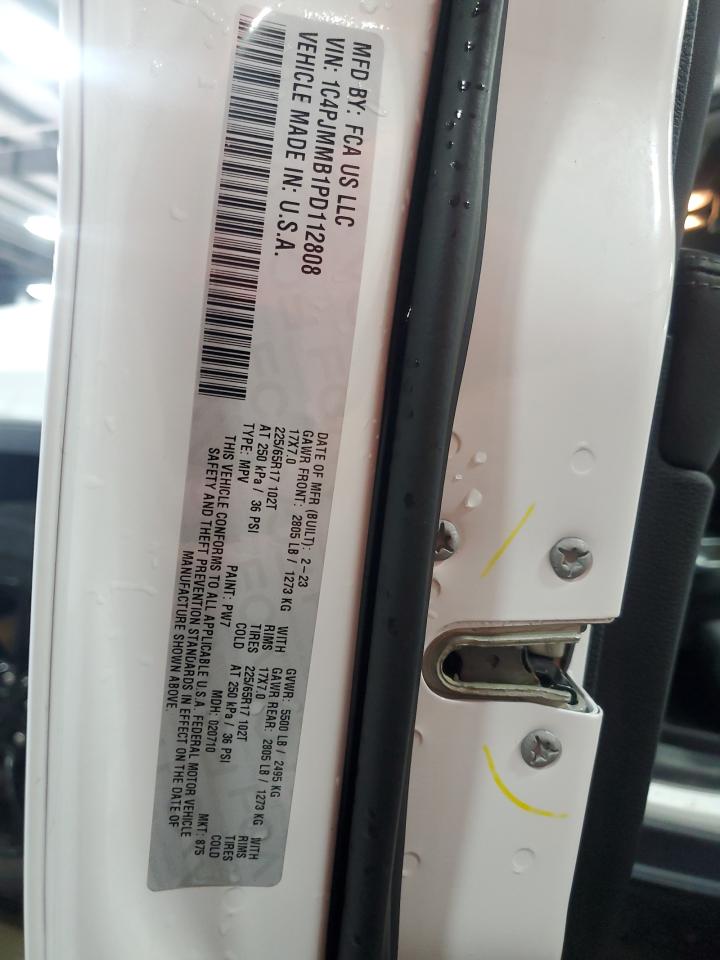 MFD BY: FCA US LLC
VIN: 1C4PJMMB1PD112808
VEHICLE MADE IN: U.S.A.
DATE OF MFR (BUILT): 2-23 GVWR: 5500 LB / 2495 KG
GAWR FRONT: 2805 LB / 1273 KG WITH GAWR REAR: 2805 LB / 1273 KG WITH
17X7.0 RIMS 17X7.0 RIMS
225/65R17 102T TIRES 225/65R17 102T TIRES
AT 250 kPa / 36 PSI COLD AT 250 kPa / 36 PSI COLD
TYPE: MPV PAINT: PW7 MDH: 020710 MKT: 875
THIS VEHICLE CONFORMS TO ALL APPLICABLE U.S.A. FEDERAL MOTOR VEHICLE
SAFETY AND THEFT PREVENTION STANDARDS IN EFFECT ON THE DATE OF
MANUFACTURE SHOWN ABOVE.